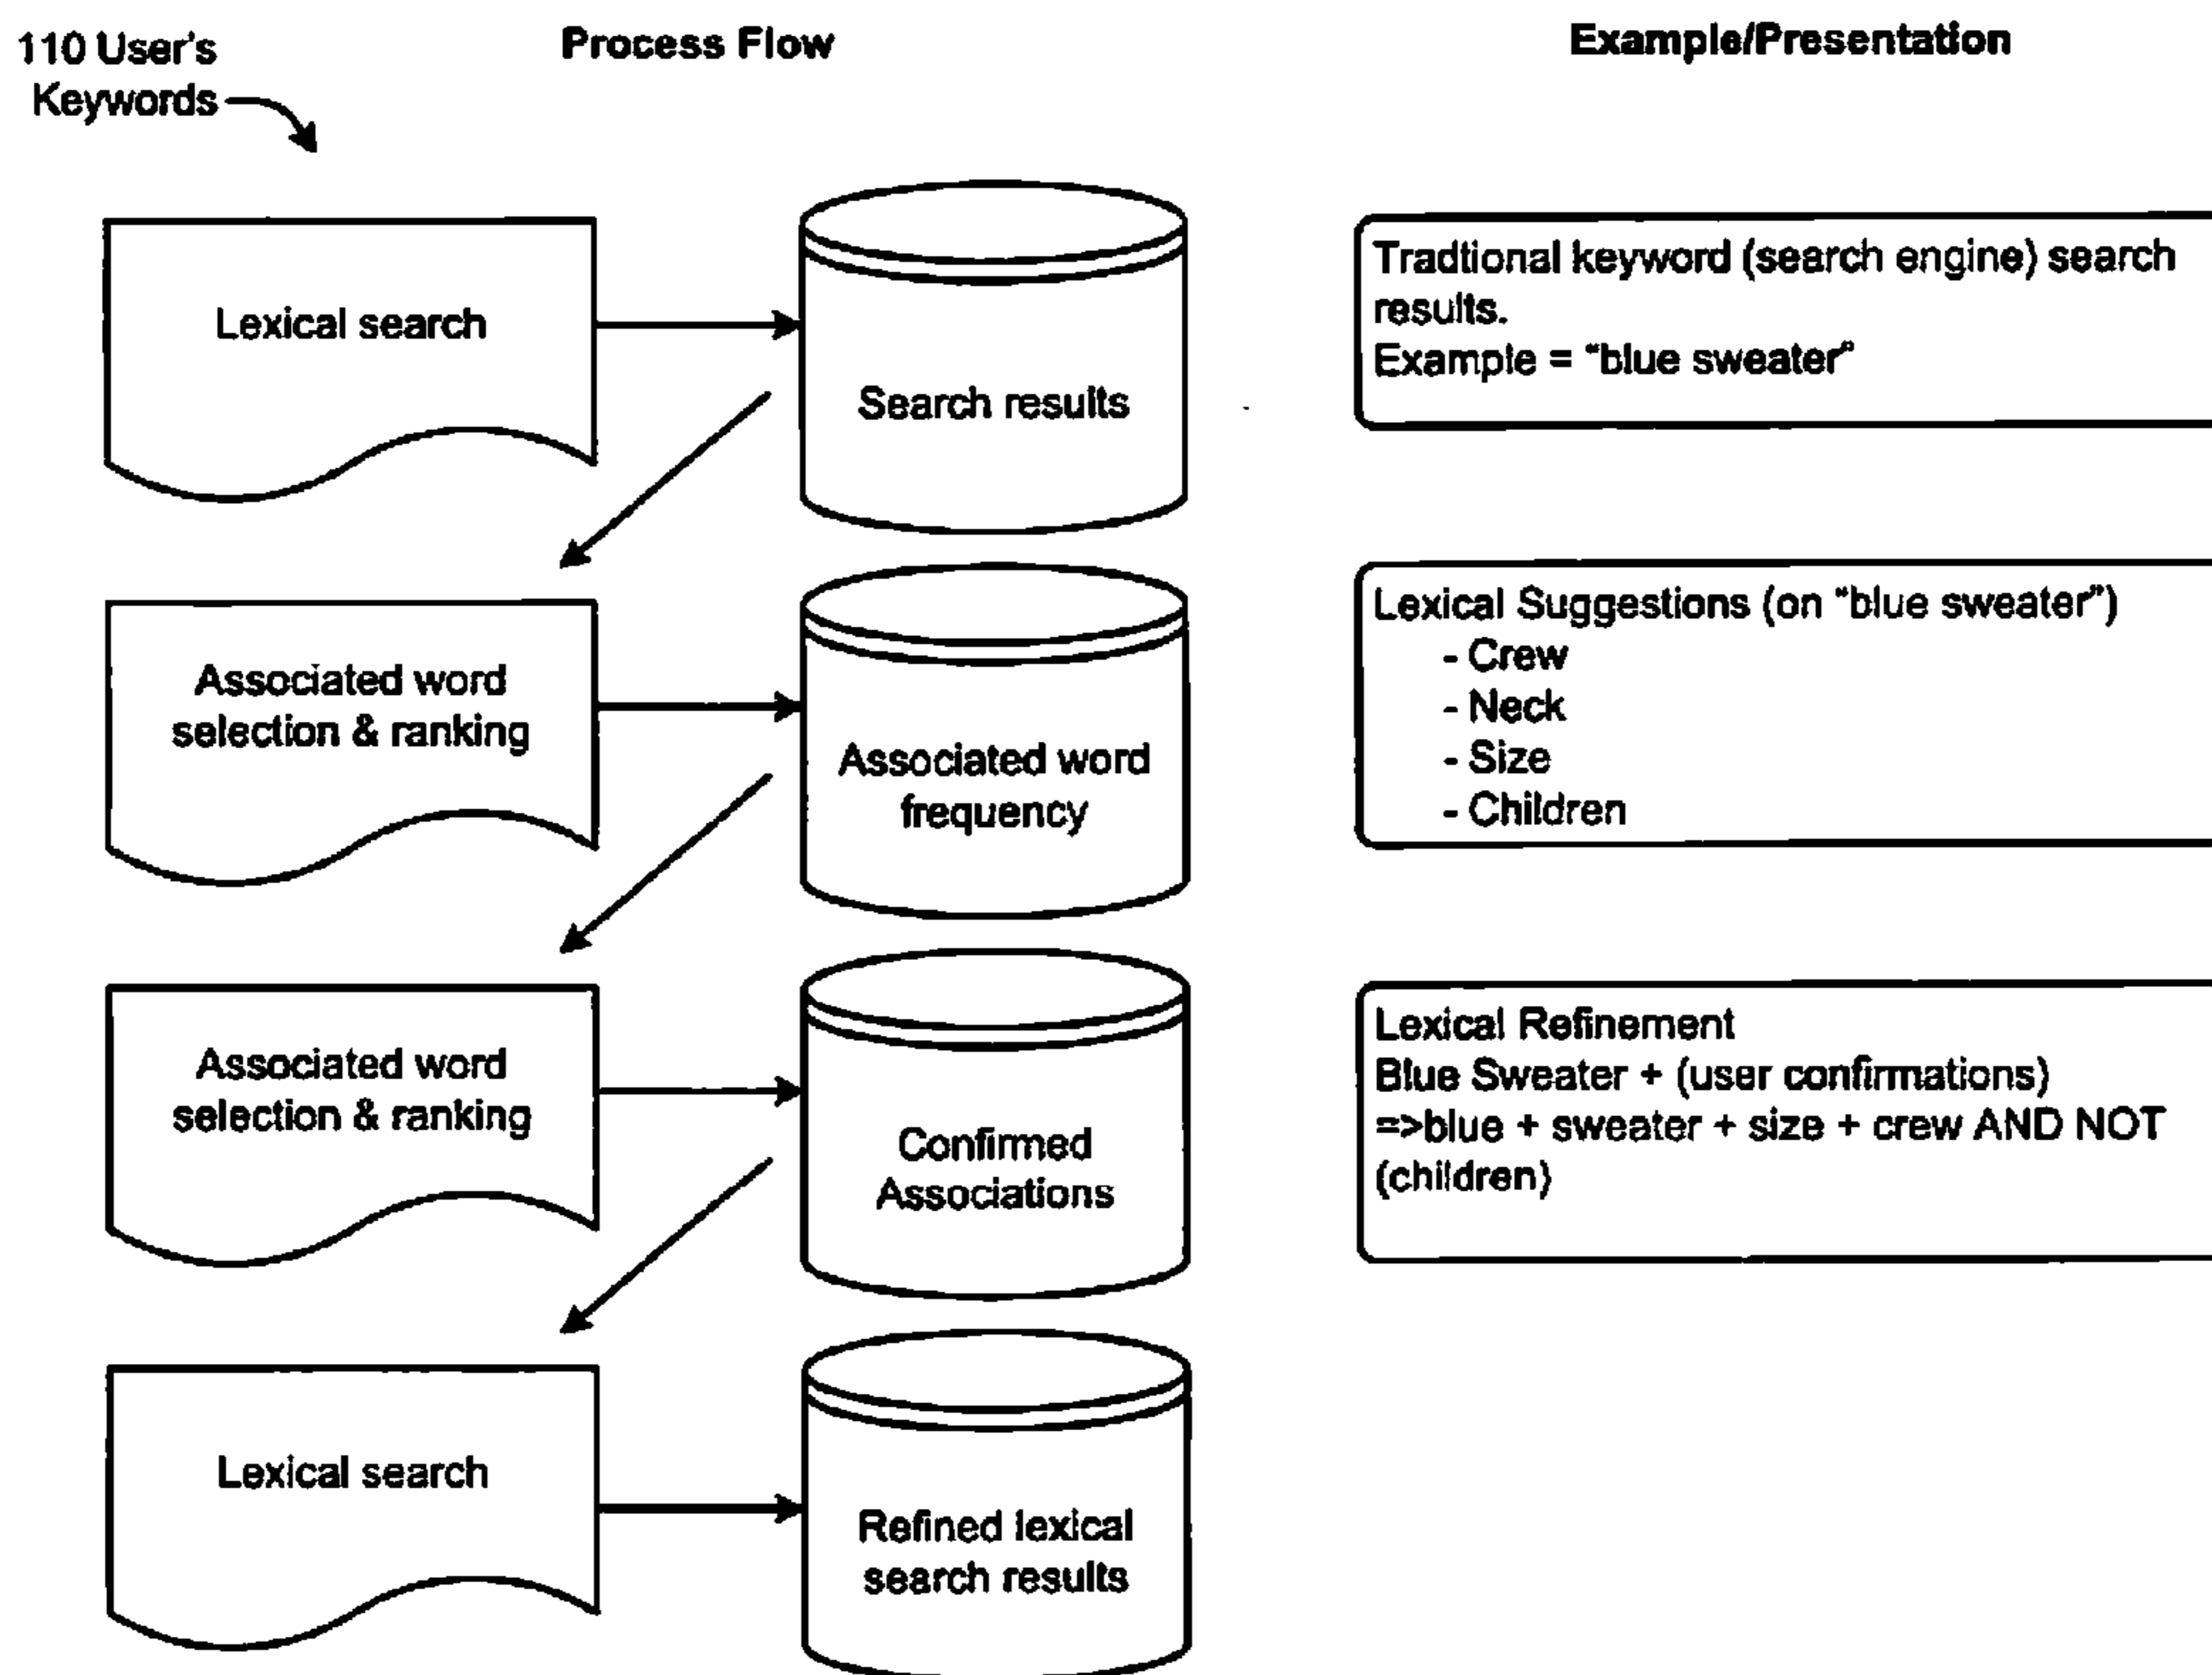 110 User's
Keywords
Process Flow
Example/Presentation
Lexical search
Search results
Tradtional keyword (search engine) search
results.
Example = "blue sweater"
Associated word
selection & ranking
Associated word
frequency
Lexical Suggestions (on "blue sweater")
- Crew
- Neck
- Size
- Children
Associated word
selection & ranking
Confirmed
Associations
Lexical Refinement
Blue Sweater + (user confirmations)
=>blue + sweater + size + crew AND NOT
(children)
Lexical search
Refined lexical
search results